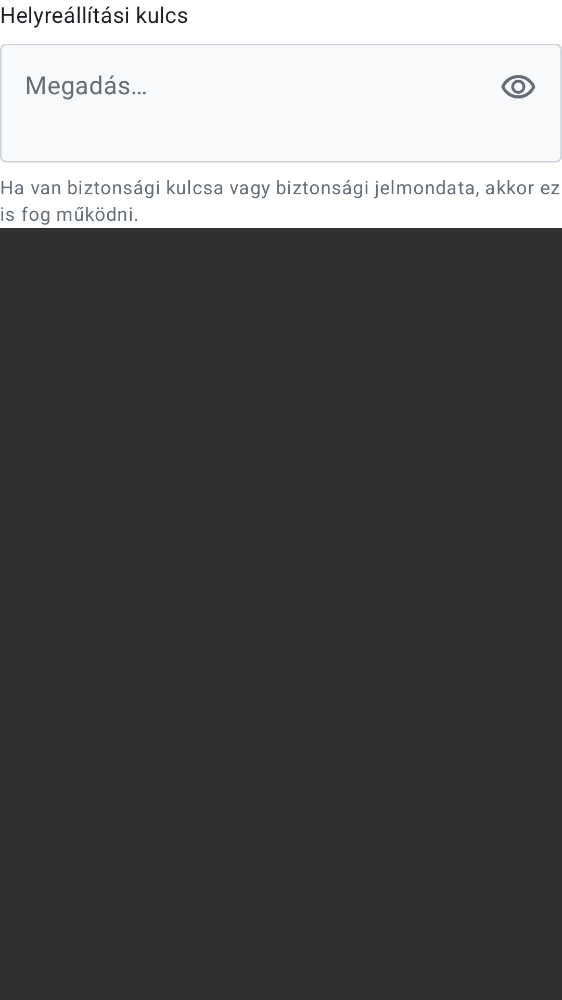 Helyreállítási kulcs
Megadás…
Ha van biztonsági kulcsa vagy biztonsági jelmondata, akkor ez
is fog működni.